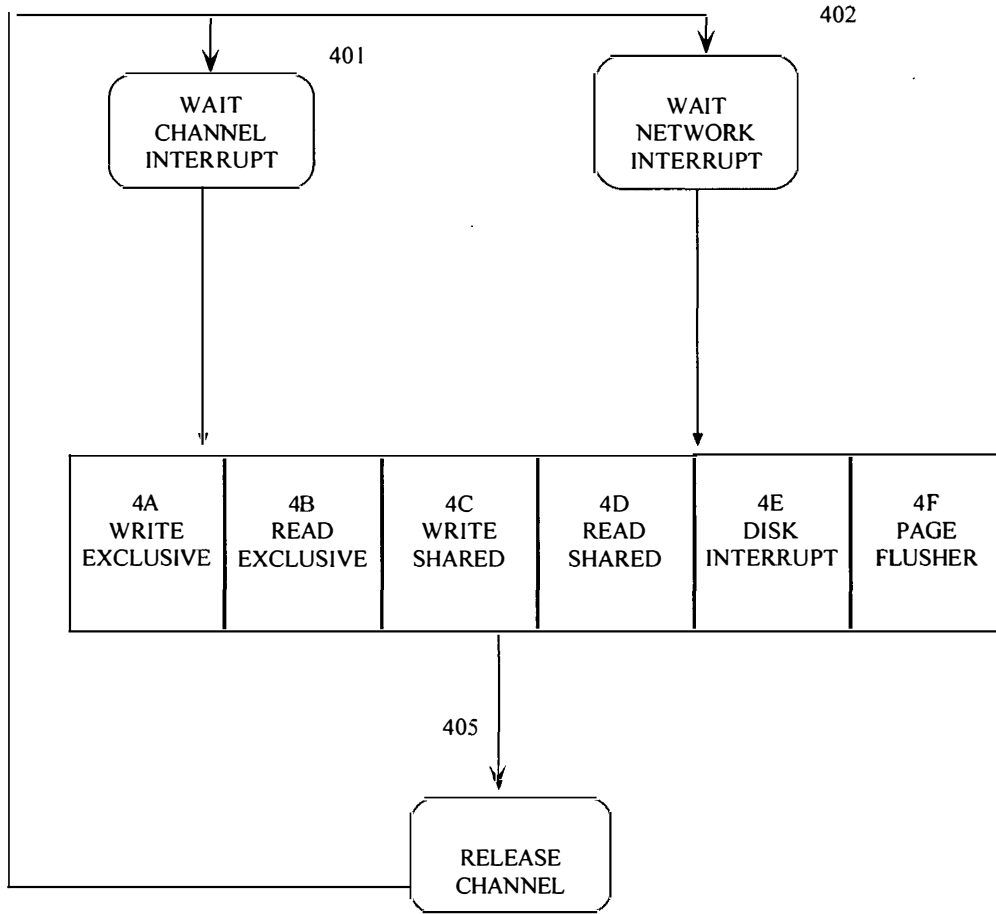 402
401
WAIT
CHANNEL
INTERRUPT
WAIT
NETWORK
INTERRUPT
4A
WRITE
EXCLUSIVE
4B
READ
EXCLUSIVE
4C
WRITE
SHARED
4D
READ
SHARED
4E
DISK
INTERRUPT
4F
PAGE
FLUSHER
405
RELEASE
CHANNEL